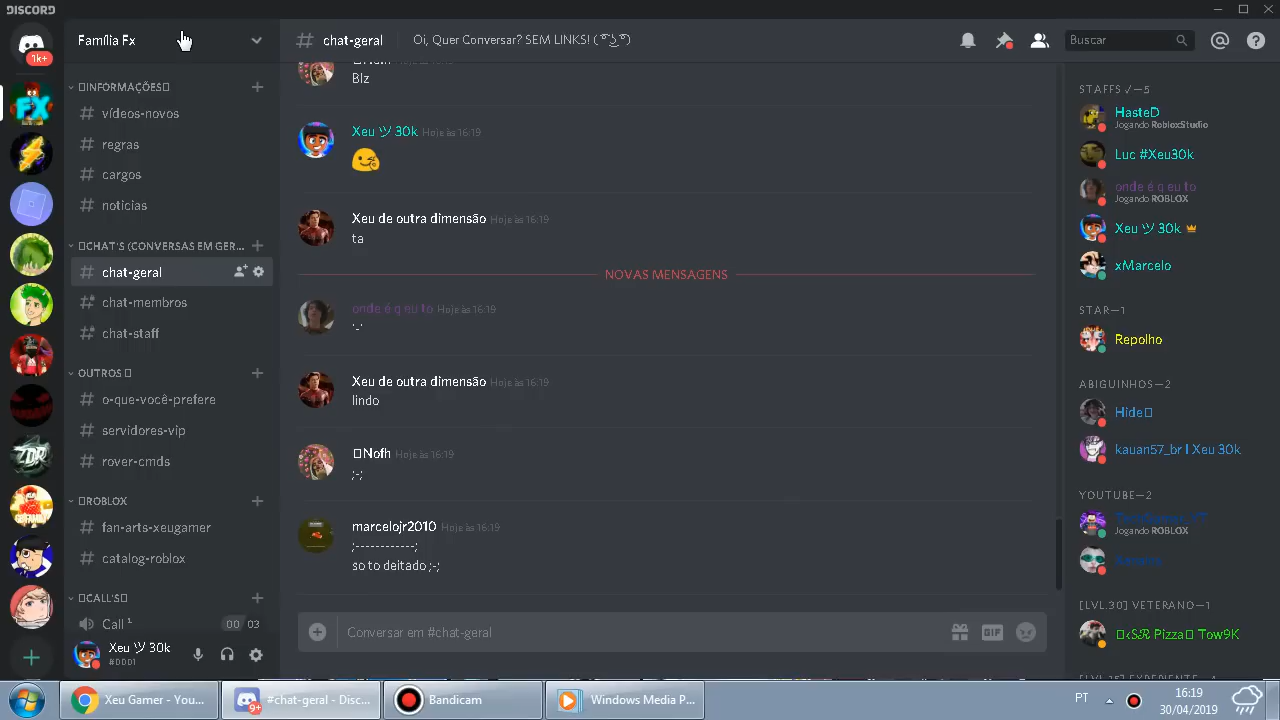 DISCORD
1k+
FX
ZDR
Família Fx
INFORMAÇÕES
vídeos-novos
regras
cargos
noticias
CHAT'S (CONVERSAS EM GER...
chat-geral
chat-membros
chat-staff
OUTROS
o-que-você-prefere
servidores-vip
rover-cmds
ROBLOX
fan-arts-xeugamer
catalog-roblox
CALL'S
Call ¹
00 03
Xeu ツ 30k
#0001
# chat-geral
Oi, Quer Conversar? SEM LINKS! ( ͡° ͜ʖ ͡°)
Buscar
Blz
Xeu ツ 30k Hoje às 16:19
Xeu de outra dimensão Hoje às 16:19
ta
NOVAS MENSAGENS
onde é q eu to Hoje às 16:19
'-'
Xeu de outra dimensão Hoje às 16:19
lindo
Nofh Hoje às 16:19
;-;
marcelojr2010 Hoje às 16:19
;------------;
so to deitado ;-;
Conversar em #chat-geral
GIF
STAFFS ✓—5
HasteD
Jogando RobloxStudio
Luc #Xeu30k
onde é q eu to
Jogando ROBLOX
Xeu ツ 30k
xMarcelo
STAR—1
Repolho
ABIGUINHOS—2
Hide
kauan57_br l Xeu 30k
YOUTUBE—2
Jogando ROBLOX
[LVL.30] VETERANO—1
Pizza Tow9K
Xeu Gamer - You...
9+
#chat-geral - Disc...
Bandicam
Windows Media P...
PT
16:19
30/04/2019